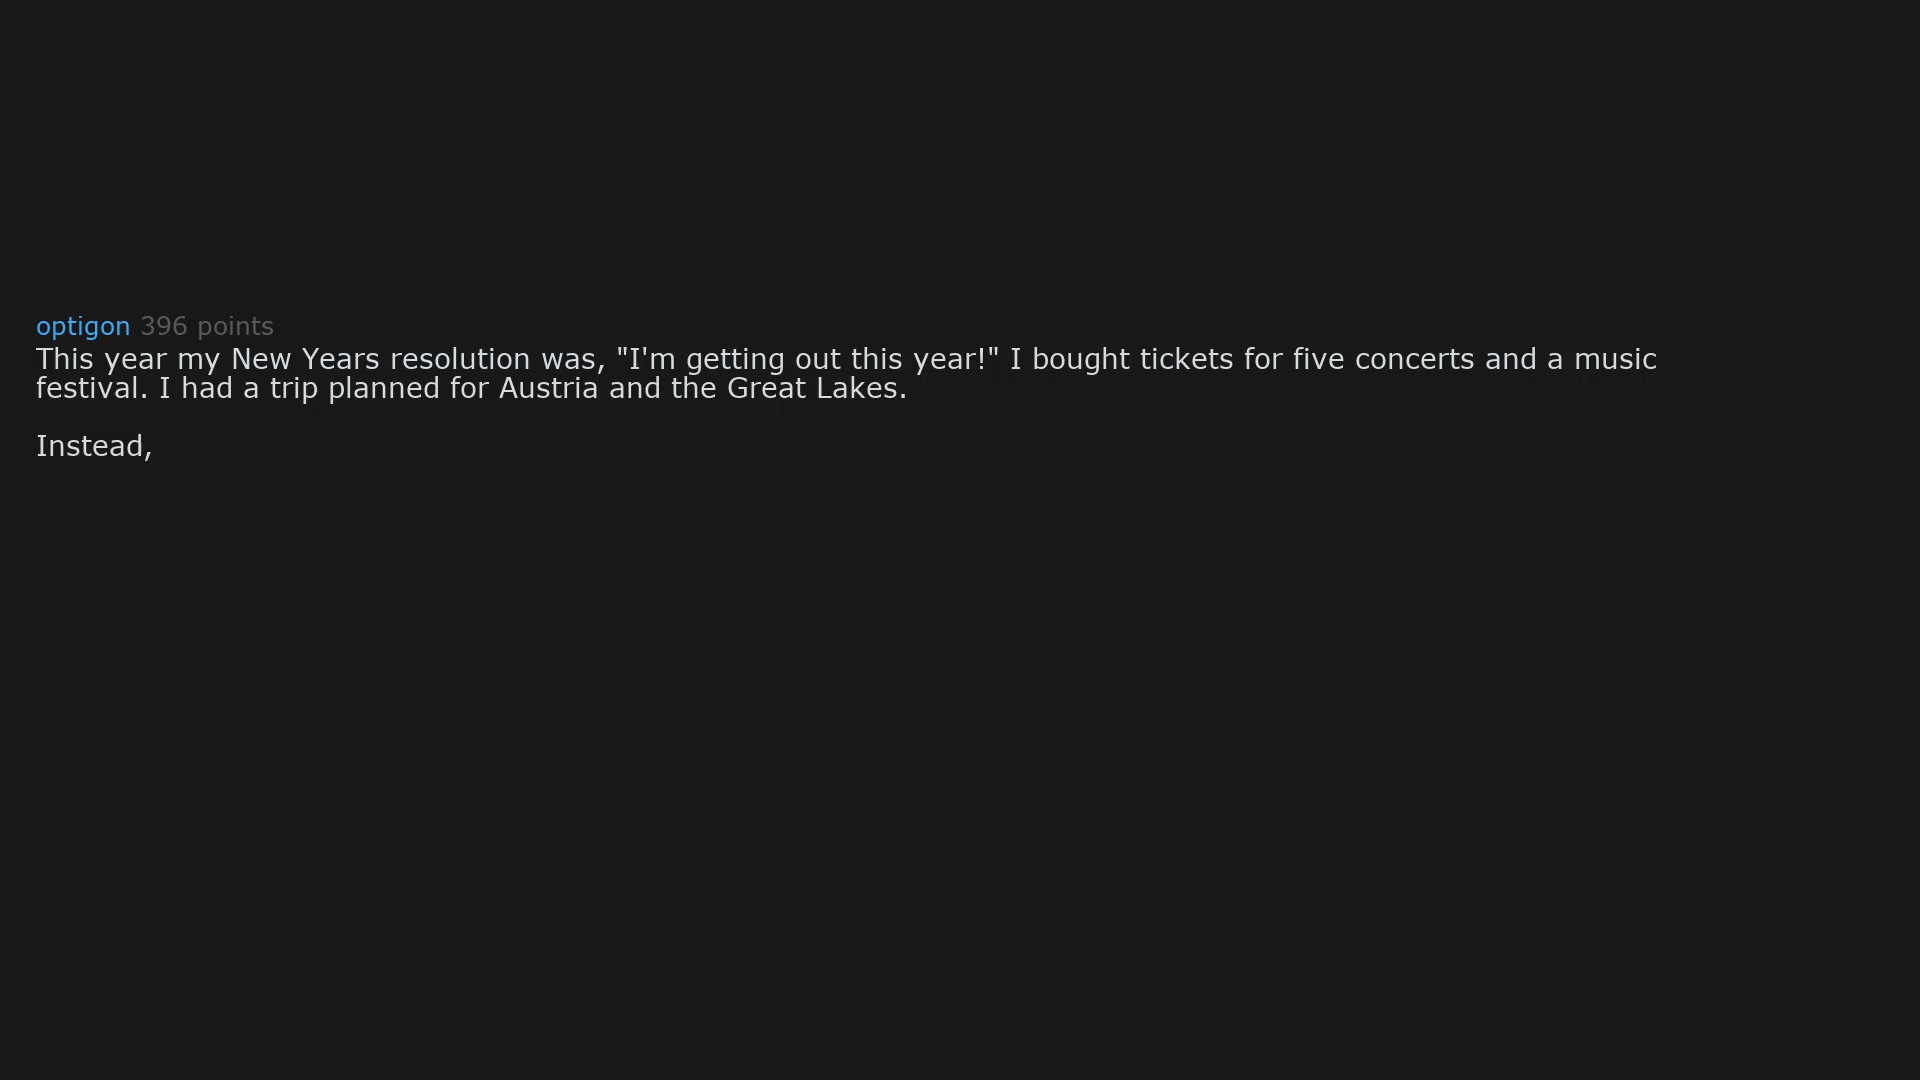 optigon 396 points
This year my New Years resolution was, "I'm getting out this year!" I bought tickets for five concerts and a music
festival. I had a trip planned for Austria and the Great Lakes.
Instead,